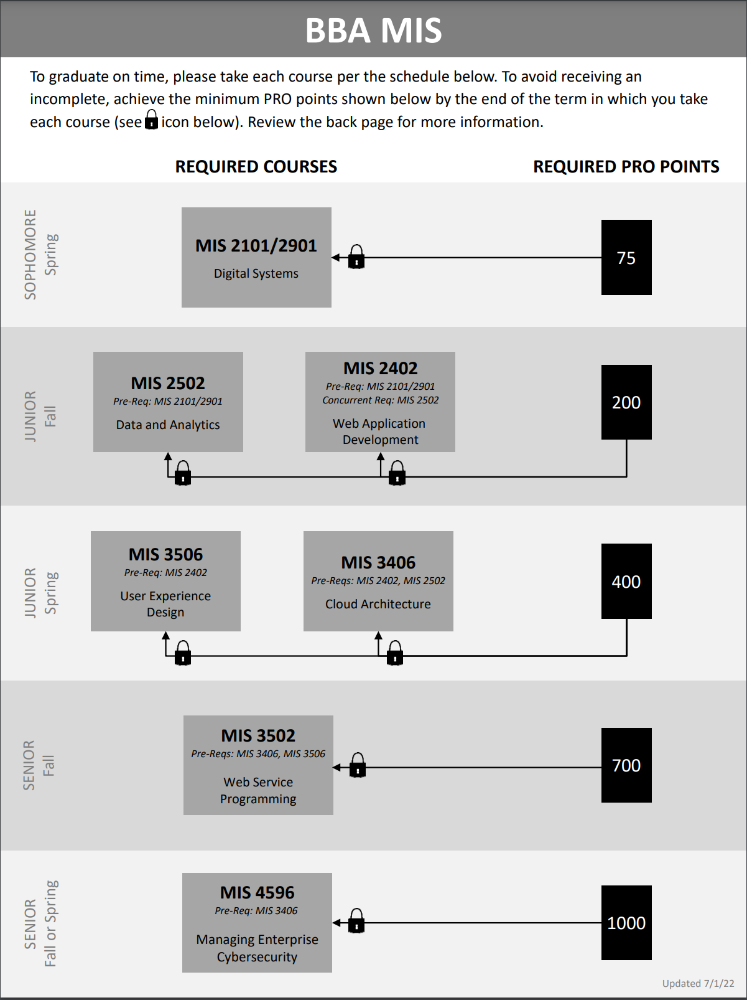 BBA MIS
To graduate on time, please take each course per the schedule below. To avoid receiving an
incomplete, achieve the minimum PRO points shown below by the end of the term in which you take
each course (see icon below). Review the back page for more information.
REQUIRED COURSES
REQUIRED PRO POINTS
SOPHOMORE
Spring
MIS 2101/2901
Digital Systems
75
JUNIOR
Fall
MIS 2502
Pre-Req: MIS 2101/2901
Data and Analytics
MIS 2402
Pre-Req: MIS 2101/2901
Concurrent Req: MIS 2502
Web Application
Development
200
JUNIOR
Spring
MIS 3506
Pre-Req: MIS 2402
User Experience
Design
MIS 3406
Pre-Reqs: MIS 2402, MIS 2502
Cloud Architecture
400
SENIOR
Fall
MIS 3502
Pre-Reqs: MIS 3406, MIS 3506
Web Service
Programming
700
SENIOR
Fall or Spring
MIS 4596
Pre-Req: MIS 3406
Managing Enterprise
Cybersecurity
1000
Updated 7/1/22